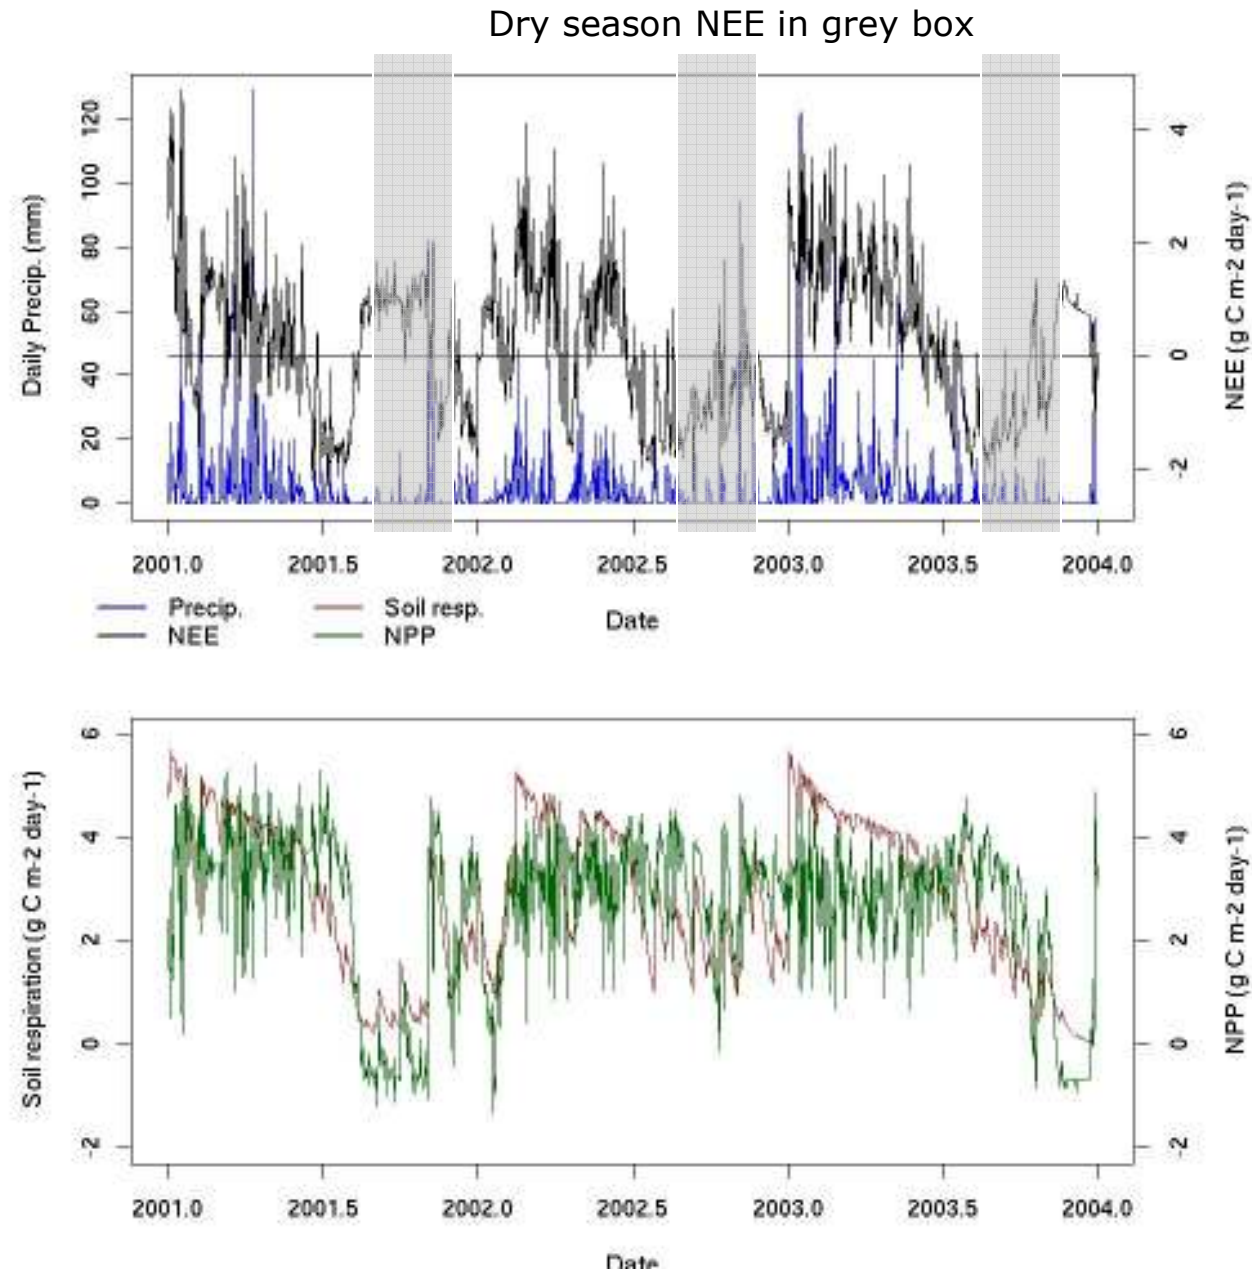 Dry season NEE in grey box
Daily Precip. (mm)
120
100
80
60
40
20
0
4
2
0
-2
NEE (g C m-2 day-1)
2001.0 2001.5 2002.0 2002.5 2003.0 2003.5 2004.0
Date
Precip. Soil resp.
NEE NPP
Soil respiration (g C m-2 day-1)
6
4
2
0
-2
6
4
2
0
-2
NPP (g C m-2 day-1)
2001.0 2001.5 2002.0 2002.5 2003.0 2003.5 2004.0
Date